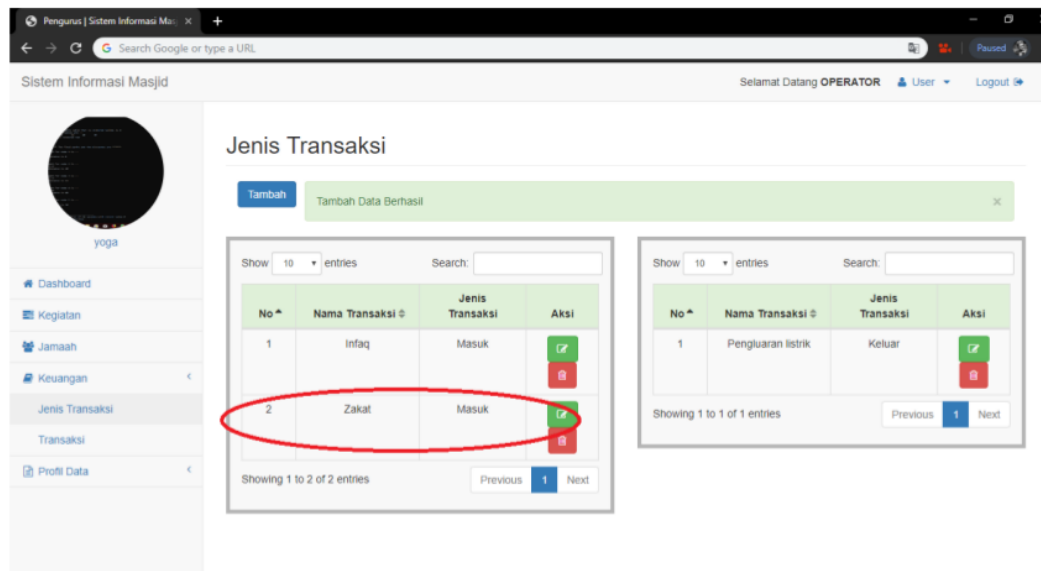 Pengurus | Sistem Informasi Mas
Search Google or type a URL
Paused
Sistem Informasi Masjid
Selamat Datang OPERATOR
User
Logout
yoga
Dashboard
Kegiatan
Jamaah
Keuangan
Jenis Transaksi
Transaksi
Profil Data
Jenis Transaksi
Tambah
Tambah Data Berhasil
×
Show 10 entries Search:
No Nama Transaksi Jenis Transaksi Aksi
1 Infaq Masuk
2 Zakat Masuk
Showing 1 to 2 of 2 entries
Previous 1 Next
Show 10 entries Search:
No Nama Transaksi Jenis Transaksi Aksi
1 Pengluaran listrik Keluar
Showing 1 to 1 of 1 entries
Previous 1 Next